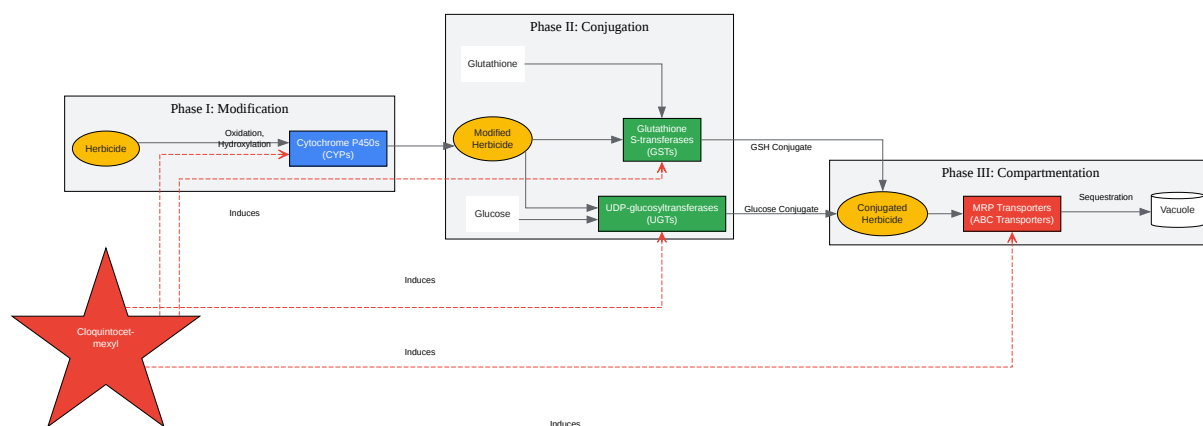 Phase II: Conjugation
Glutathione
Phase I: Modification
Herbicide
Oxidation,
Hydroxylation
Cytochrome P450s
(CYPs)
Modified
Herbicide
Glutathione
S-transferases
(GSTs)
GSH Conjugate
Phase III: Compartmentation
Induces
Glucose
UDP-glucosyltransferases
(UGTs)
Glucose Conjugate
Conjugated
Herbicide
MRP Transporters
(ABC Transporters)
Sequestration
Vacuole
Induces
Cloquintocet-
mexyl
Induces
Induces